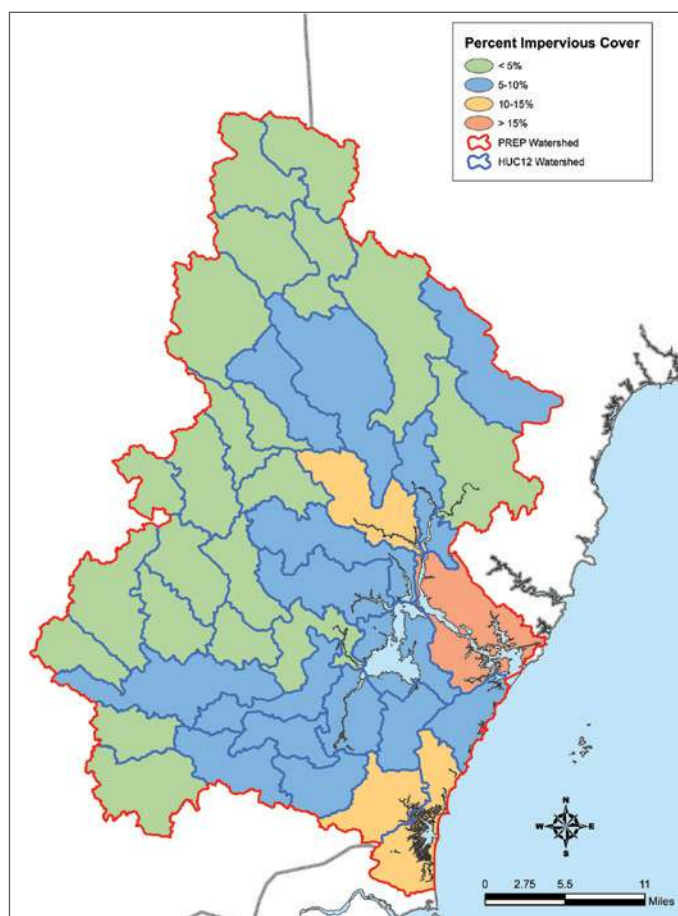 Percent Impervious Cover
< 5%
5-10%
10-15%
> 15%
PREP Watershed
HUC12 Watershed
N
W E
S
0 2.75 5.5 11
Miles